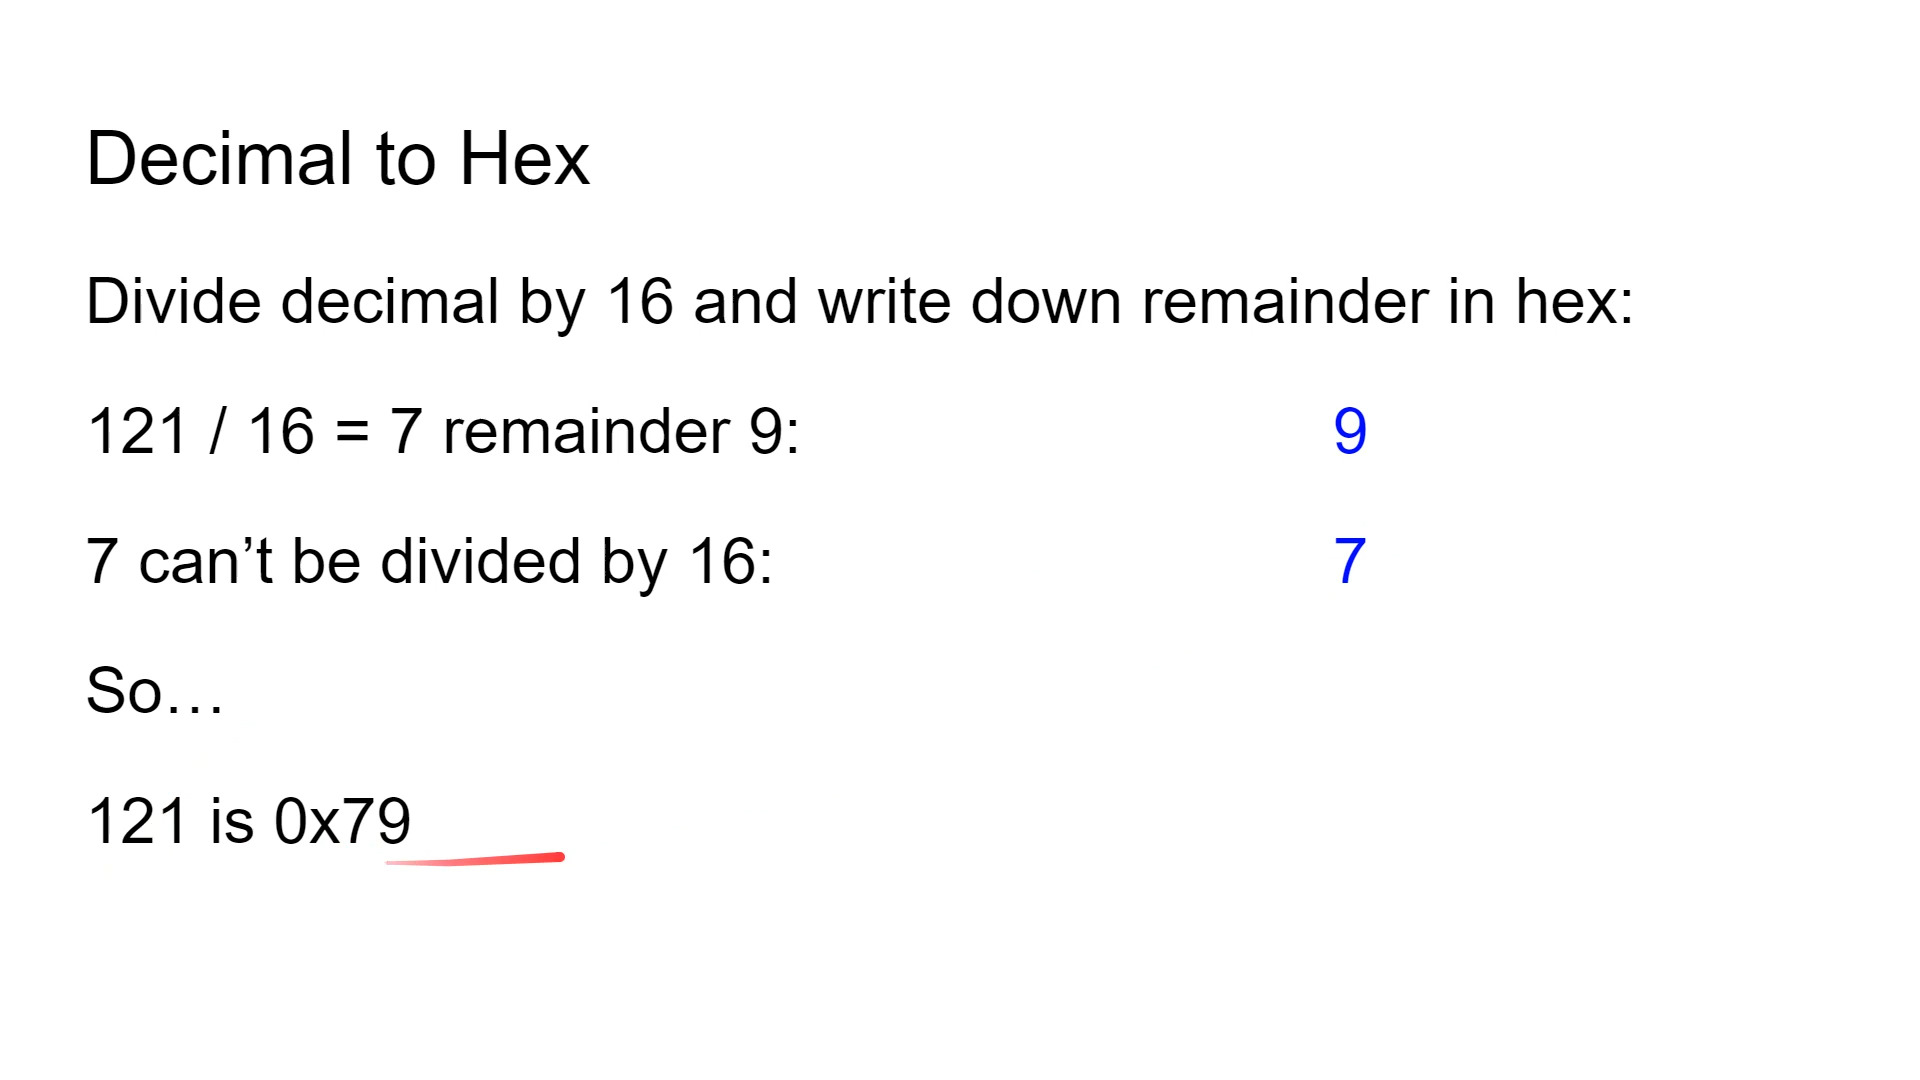 Decimal to Hex
Divide decimal by 16 and write down remainder in hex:
121 / 16 = 7 remainder 9: 9
7 can’t be divided by 16: 7
So…
121 is 0x79